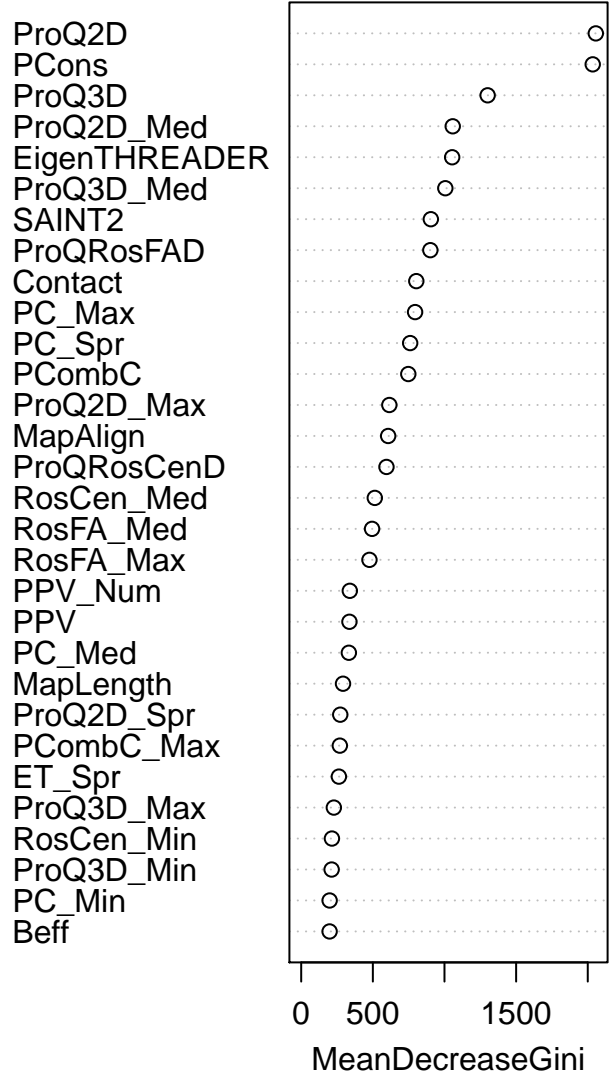 ProQ2D
PCons
ProQ3D
ProQ2D_Med
EigenTHREADER
ProQ3D_Med
SAINT2
ProQRosFAD
Contact
PC_Max
PC_Spr
PCombC
ProQ2D_Max
MapAlign
ProQRosCenD
RosCen_Med
RosFA_Med
RosFA_Max
PPV_Num
PPV
PC_Med
MapLength
ProQ2D_Spr
PCombC_Max
ET_Spr
ProQ3D_Max
RosCen_Min
ProQ3D_Min
PC_Min
Beff
0 500 1500
MeanDecreaseGini